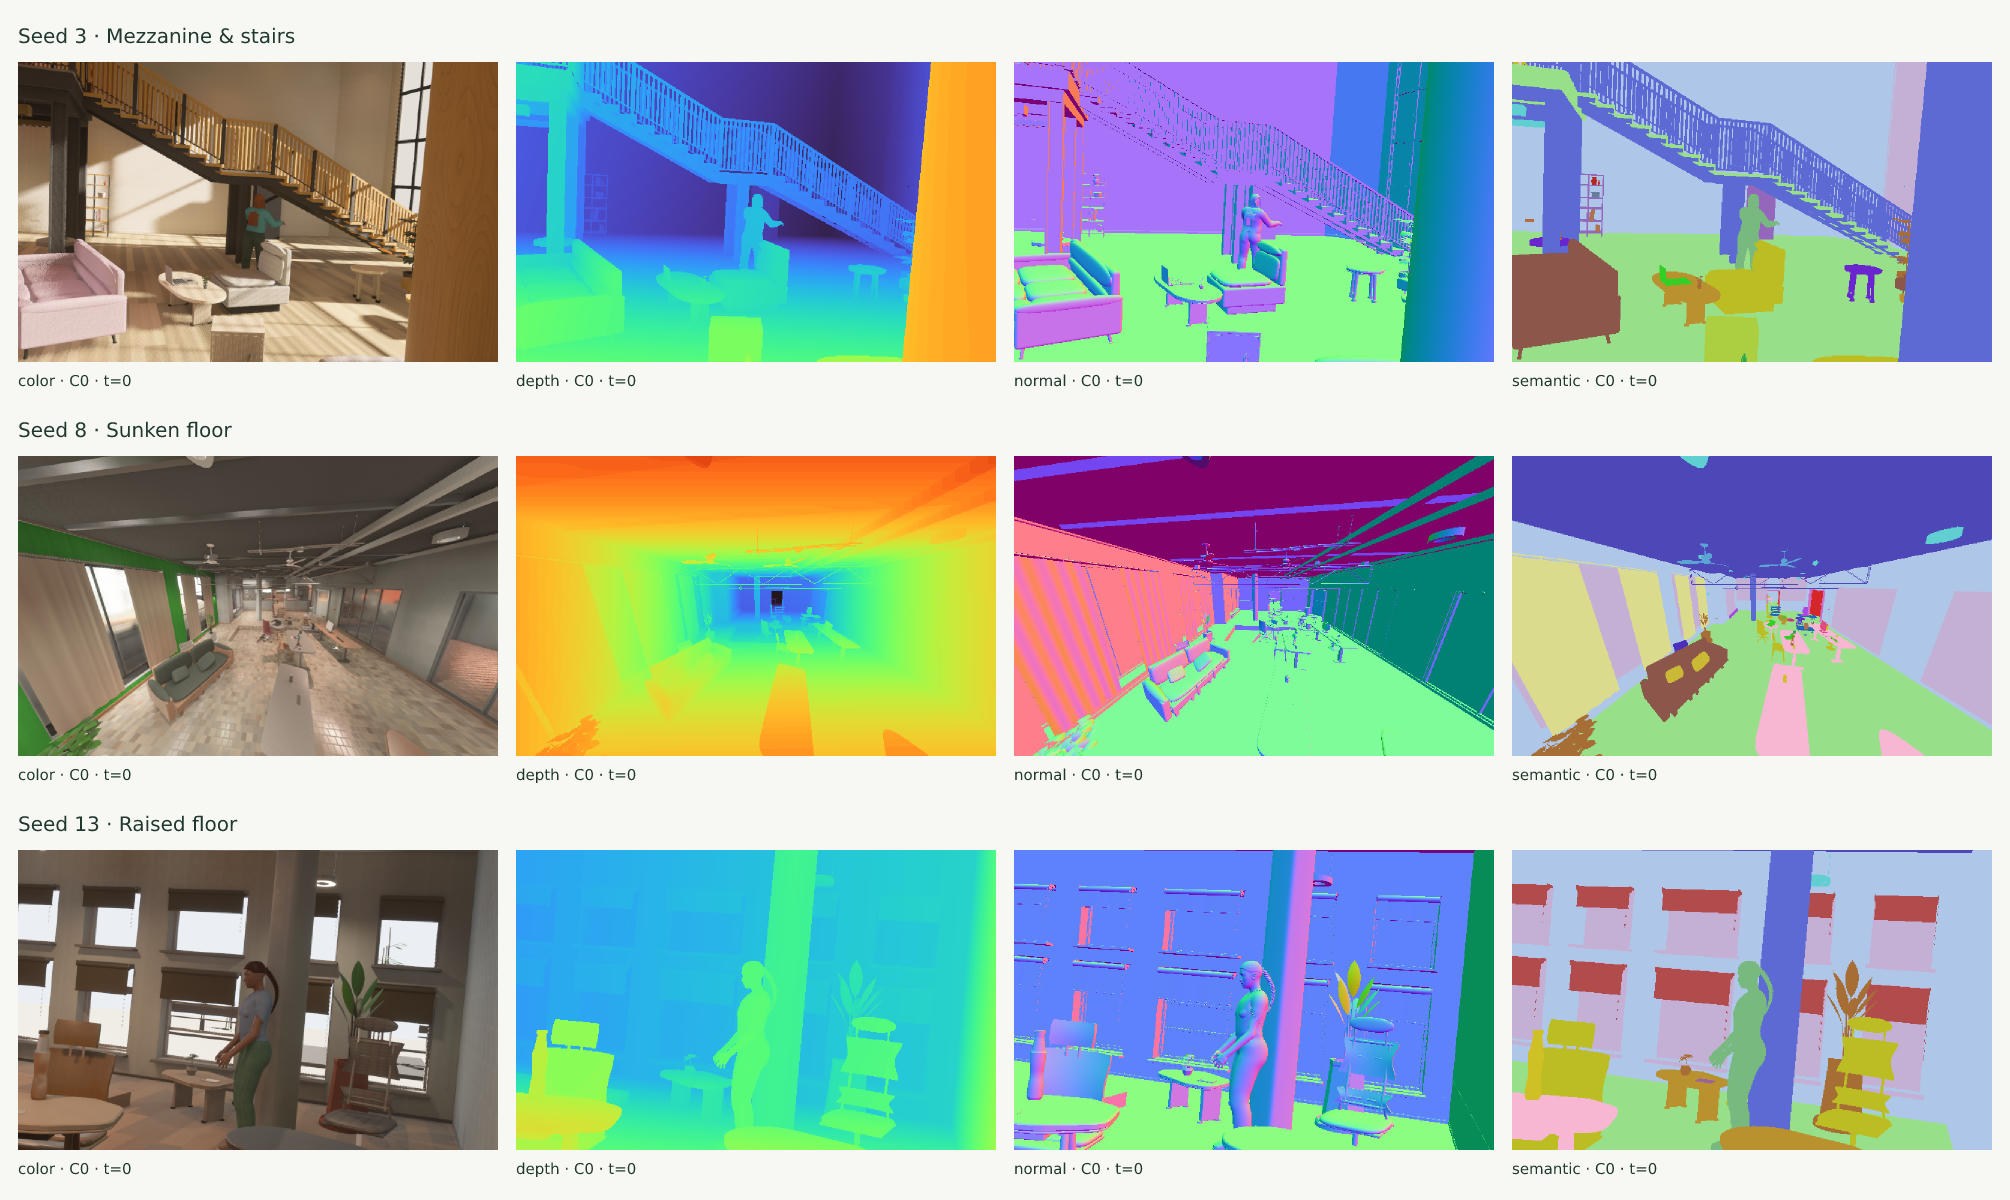 Seed 3 · Mezzanine & stairs
color · C0 · t=0
depth · C0 · t=0
normal · C0 · t=0
semantic · C0 · t=0
Seed 8 · Sunken floor
color · C0 · t=0
depth · C0 · t=0
normal · C0 · t=0
semantic · C0 · t=0
Seed 13 · Raised floor
color · C0 · t=0
depth · C0 · t=0
normal · C0 · t=0
semantic · C0 · t=0